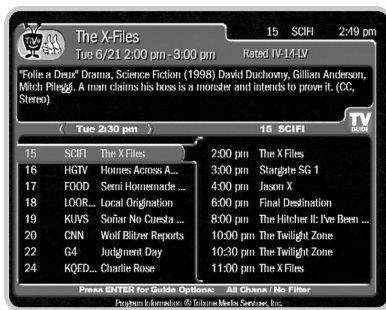 TiVo
The X-Files
15 SCIFI 2:49 pm
Tue 6/21 2:00 pm - 3:00 pm
Rated TV-14-LV
"Folie a Deux" Drama, Science Fiction (1998) David Duchovny, Gillian Anderson,
Mitch Pileggi. A man claims his boss is a monster and intends to prove it. (CC,
Stereo)
TV
GUIDE
Tue 2:30 pm
15 SCIFI
15 SCIFI The X Files
16 HGTV Homes Across A...
17 FOOD Semi Homemade ...
18 LOOR... Local Origination
19 KUVS Soñar No Cuesta ...
20 CNN Wolf Blitzer Reports
22 G4 Judgment Day
24 KQED... Charlie Rose
2:00 pm The X Files
3:00 pm Stargate SG 1
4:00 pm Jason X
6:00 pm Final Destination
8:00 pm The Hitcher II: I've Been ...
10:00 pm The Twilight Zone
10:30 pm The Twilight Zone
11:00 pm The X Files
Press ENTER for Guide Options: All Chans / No Filter
Program Information © Tribune Media Services, Inc.